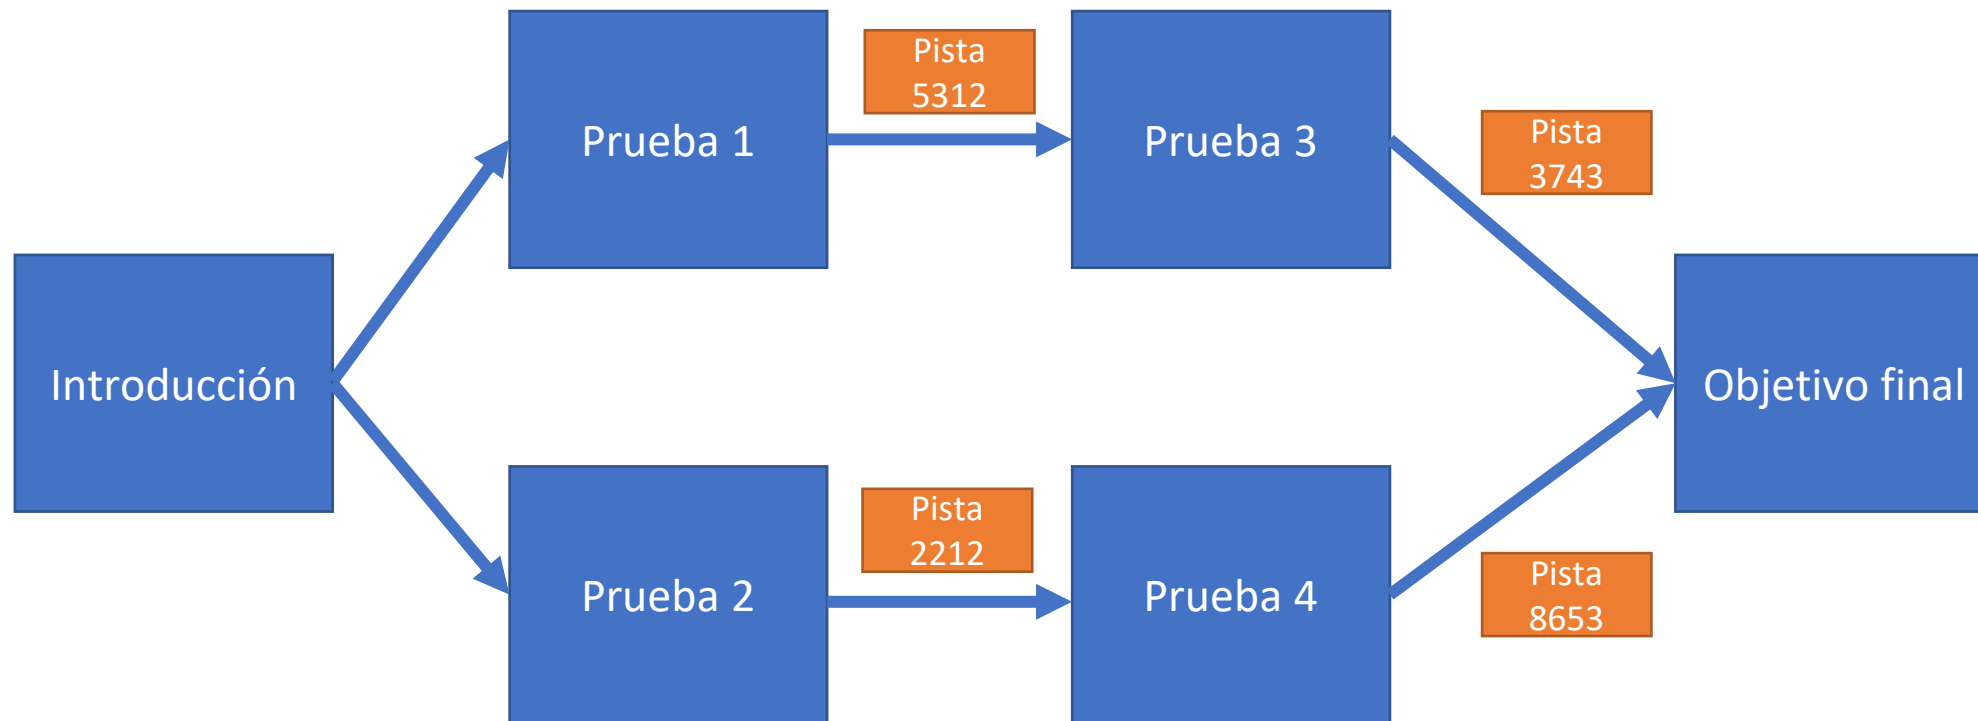 Pista
5312
Prueba 1
Prueba 3
Pista
3743
Introducción
Objetivo final
Pista
2212
Prueba 2
Prueba 4
Pista
8653